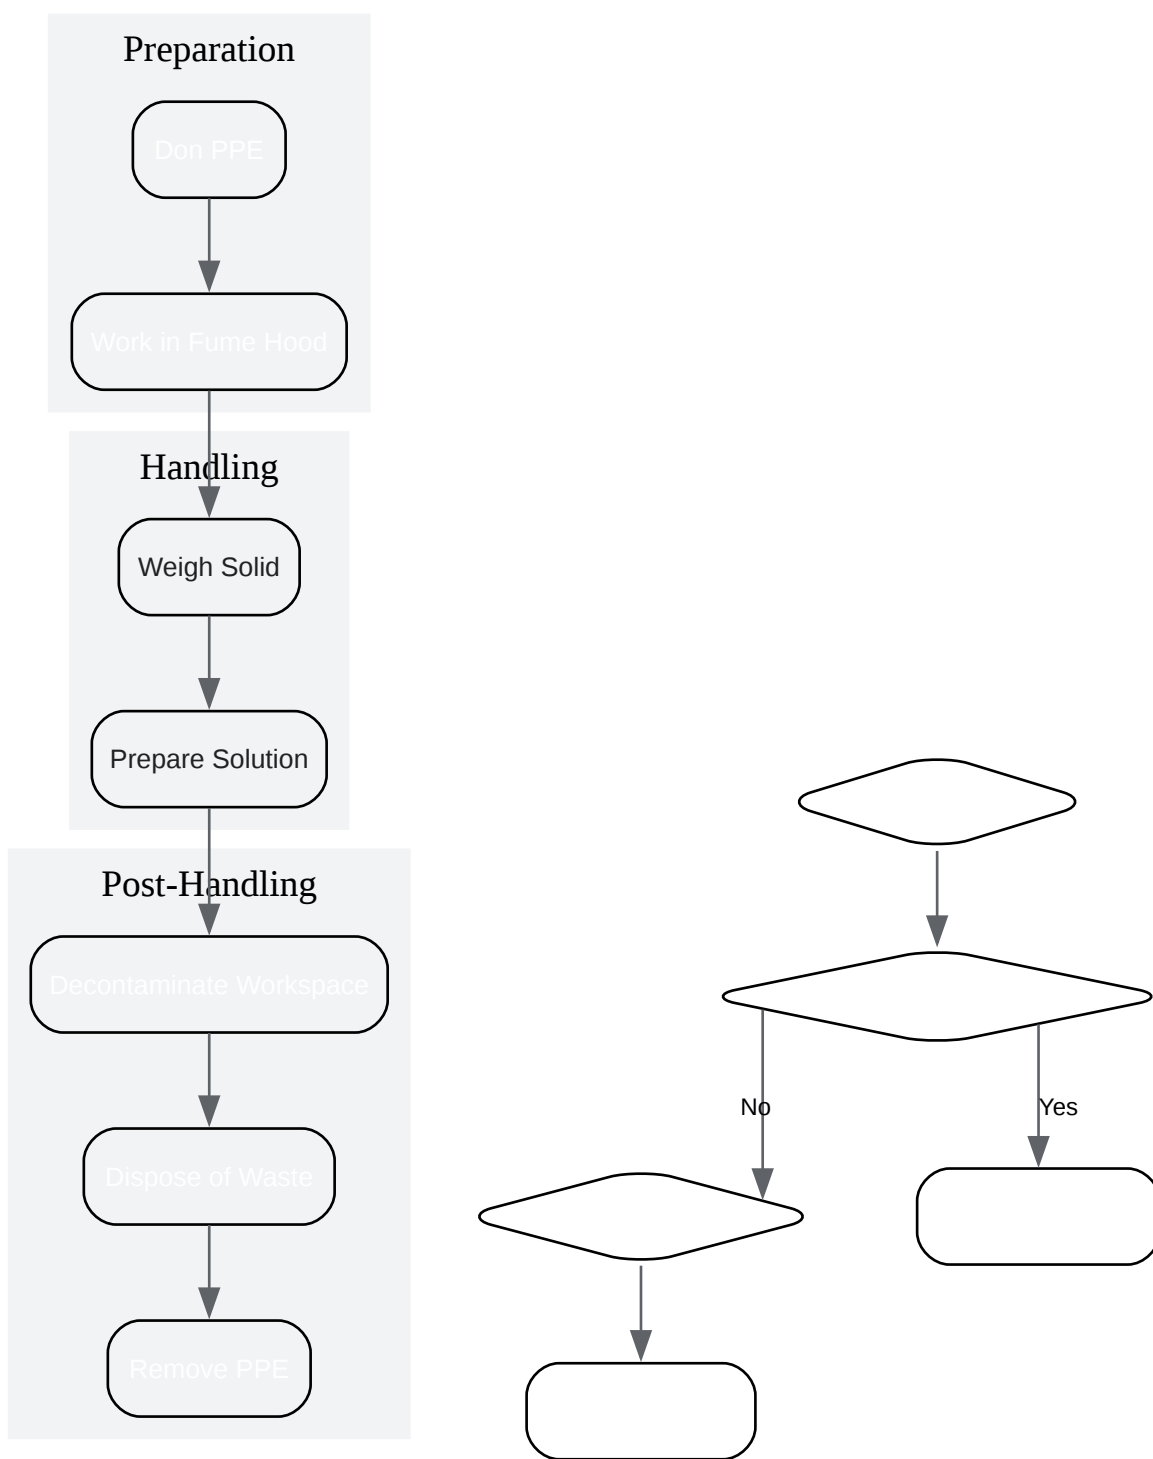 Preparation
Don PPE
Work in Fume Hood
Handling
Weigh Solid
Prepare Solution
Post-Handling
Decontaminate Workspace
No
Yes
Dispose of Waste
Remove PPE